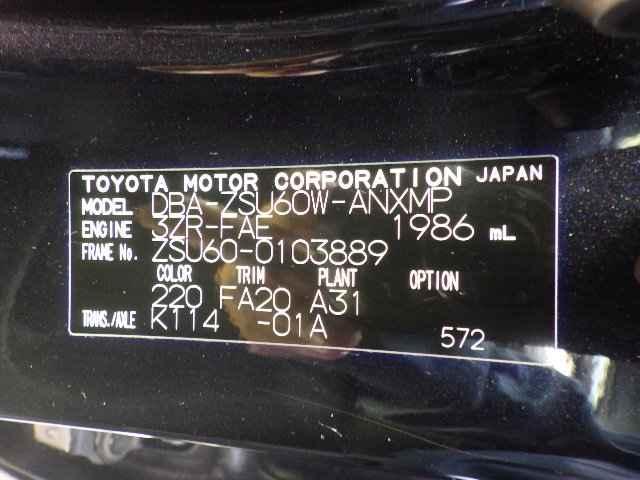 TOYOTA MOTOR CORPORATION JAPAN
MODEL DBA-ZSU60W-ANXMP
ENGINE 3ZR-FAE 1986 mL
FRAME No. ZSU60-0103889
COLOR TRIM PLANT OPTION
220 FA20 A31
TRANS./AXLE K114 -01A
572